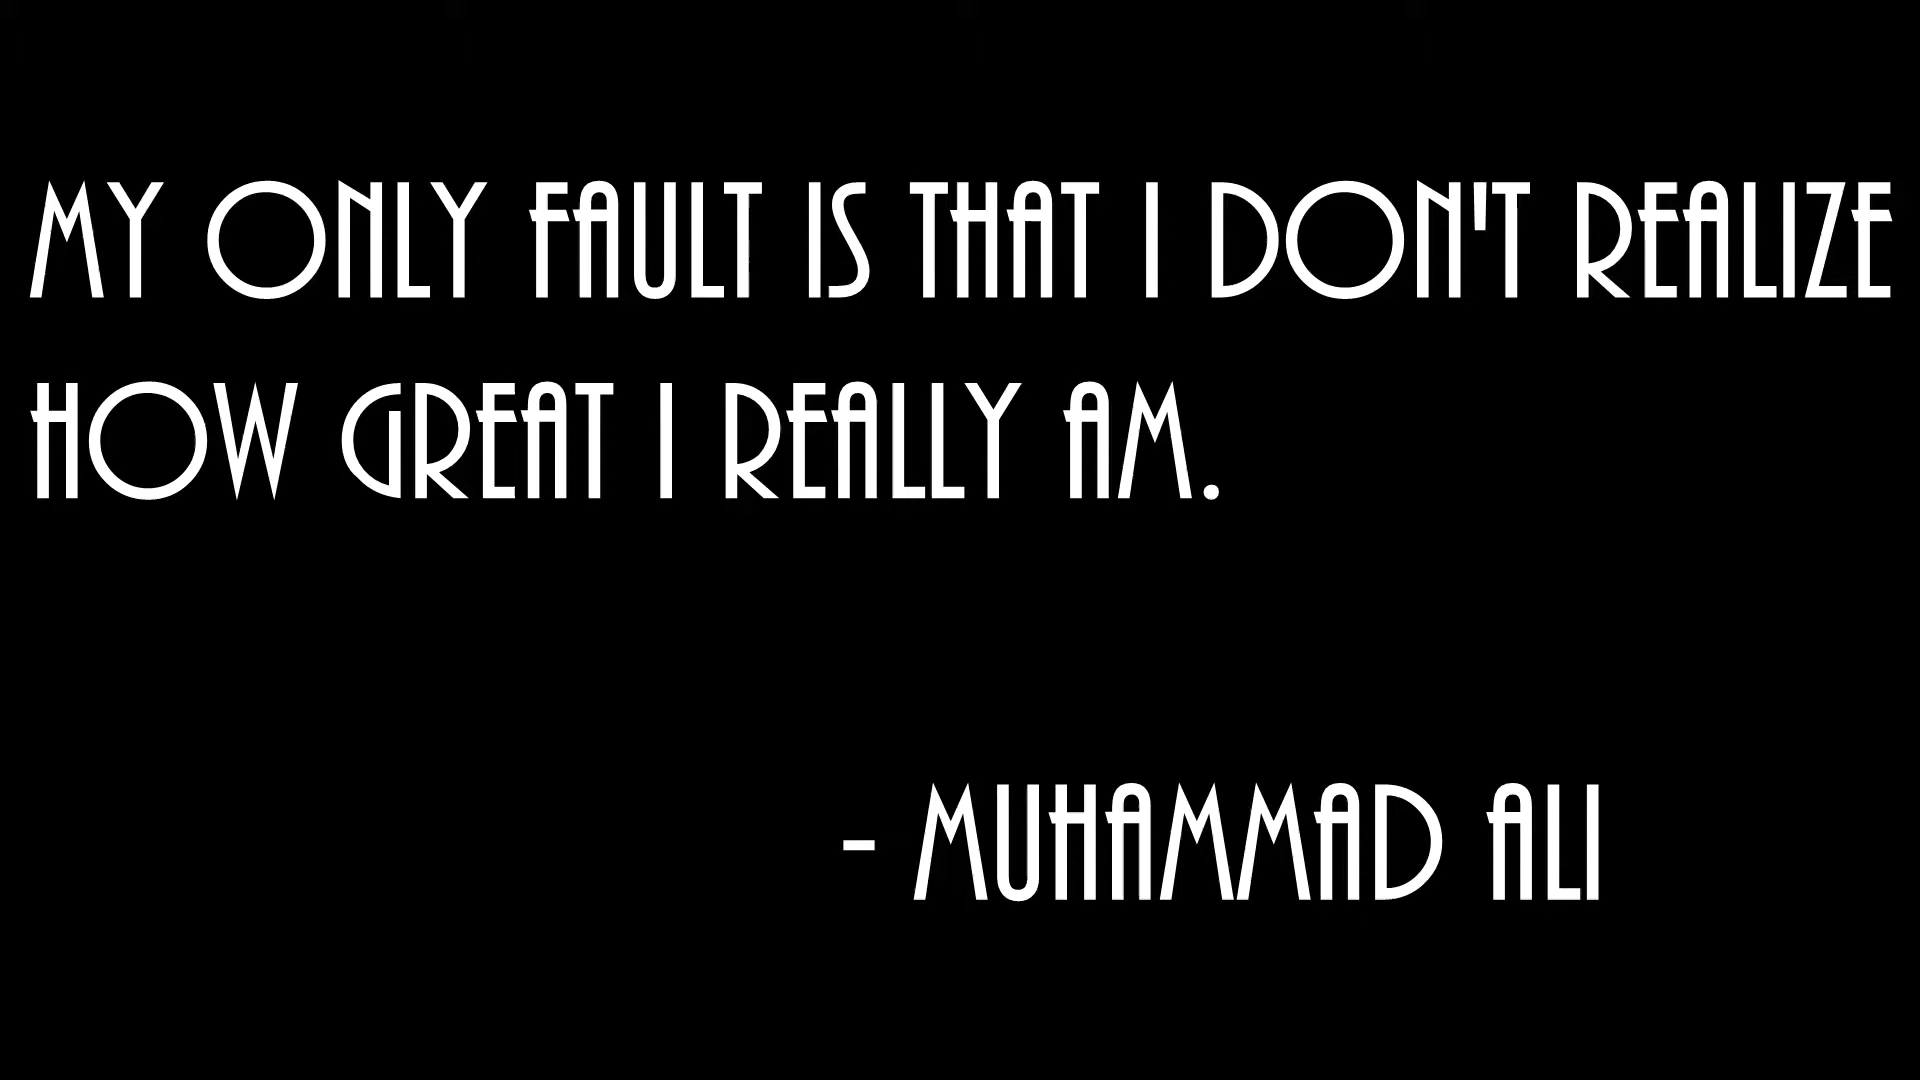 MY ONLY FAULT IS THAT I DON'T REALIZE
HOW GREAT I REALLY AM.
- MUHAMMAD ALI